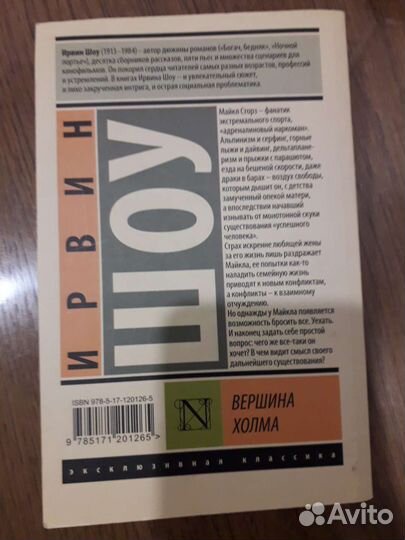 Ирвин Шоу (1913–1984) – автор дюжины романов («Богач, бедняк», «Ночной
портье»), десятка сборников рассказов, пяти пьес и множества сценариев для
кинофильмов. Он покорил сердца читателей самых разных возрастов, профессий
и устремлений. В книгах Ирвина Шоу – и увлекательный сюжет,
и лихо закрученная интрига, и острая социальная проблематика.
ИРВИН
ШОУ
Майкл Сторз – фанатик
экстремального спорта,
«адреналиновый наркоман».
Альпинизм и серфинг, горные
лыжи и дайвинг, дельтаплане-
ризм и прыжки с парашютом,
езда на бешеной скорости, даже
драки в барах – воздух свободы,
которым дышит он, с детства
замученный опекой матери,
а впоследствии начавший
изнывать от монотонной скуки
существования «успешного
человека».
Страх искренне любящей жены
за его жизнь лишь раздражает
Майкла, ее попытки как-то
наладить семейную жизнь
приводят к новым конфликтам,
а конфликты – к взаимному
отчуждению.
Но однажды у Майкла появляется
возможность бросить все. Уехать.
И наконец задать себе простой
вопрос: чего же все-таки он
хочет? В чем видит смысл своего
дальнейшего существования?
ISBN 978-5-17-120126-5
9 785171 201265 >
N
ВЕРШИНА
ХОЛМА
эксклюзивная классика
Avito